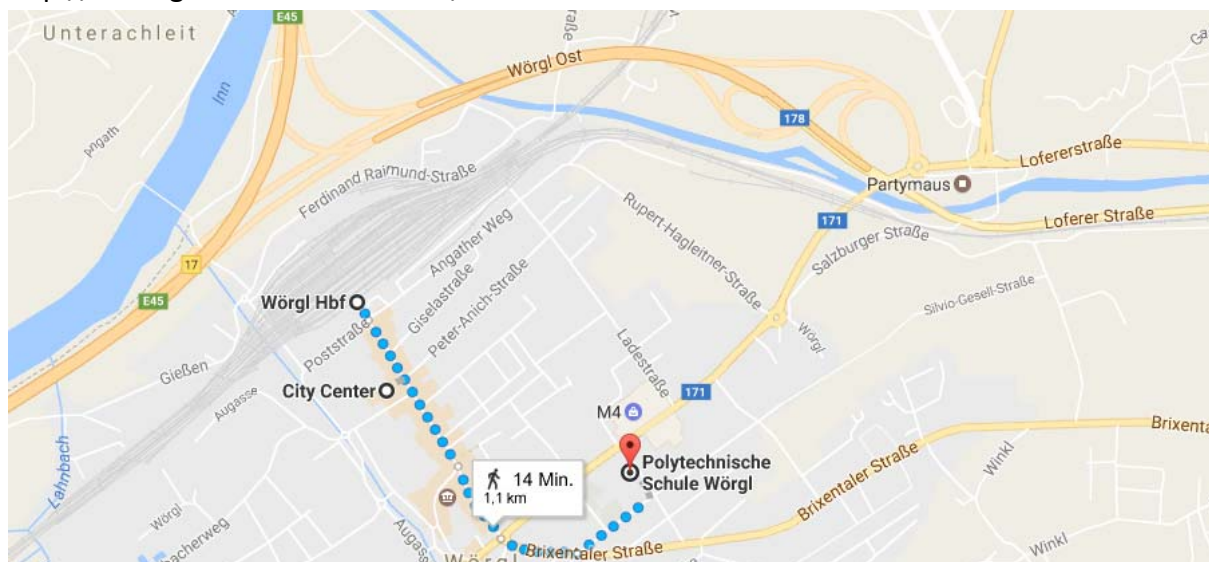 Unterachleit
E45
Inn
Angath
Wörgl Ost
178
Lofererstraße
Partymaus
Loferer Straße
171
Salzburger Straße
Rupert-Hagleitner-Straße
Ferdinand Raimund-Straße
Angather Weg
17
E45
Wörgl Hbf
Giselastraße
Peter-Anich-Straße
Silvio-Gesell-Straße
Wörgl
Poststraße
Ladestraße
Gießen
Augasse
City Center
171
M4
Lahnbach
Polytechnische
Schule Wörgl
14 Min.
1,1 km
Brixentaler Straße
Winkl
Wörgl
Brixentaler Straße
Winkl